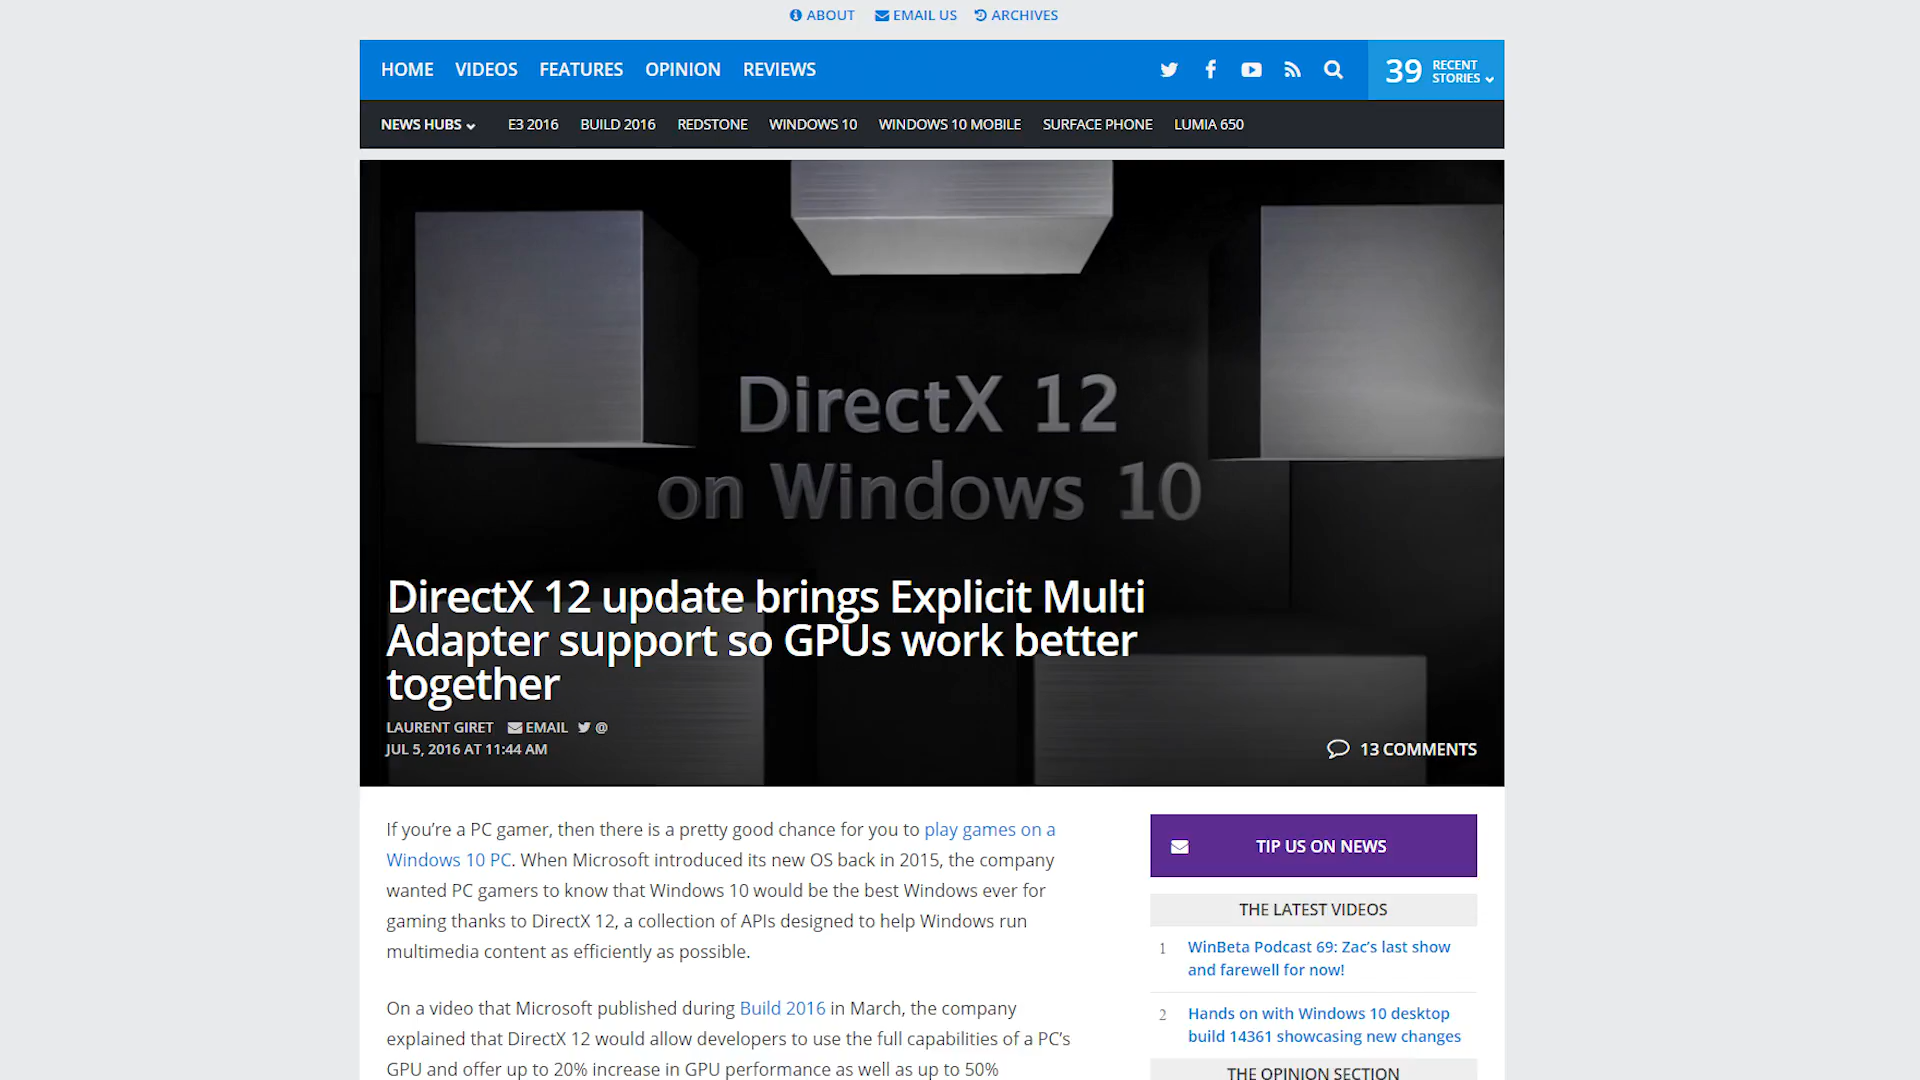 ABOUT EMAIL US ARCHIVES
HOME VIDEOS FEATURES OPINION REVIEWS
39 RECENT STORIES
NEWS HUBS E3 2016 BUILD 2016 REDSTONE WINDOWS 10 WINDOWS 10 MOBILE SURFACE PHONE LUMIA 650
DirectX 12
on Windows 10
DirectX 12 update brings Explicit Multi
Adapter support so GPUs work better
together
LAURENT GIRET EMAIL @
JUL 5, 2016 AT 11:44 AM
13 COMMENTS
If you’re a PC gamer, then there is a pretty good chance for you to play games on a
Windows 10 PC. When Microsoft introduced its new OS back in 2015, the company
wanted PC gamers to know that Windows 10 would be the best Windows ever for
gaming thanks to DirectX 12, a collection of APIs designed to help Windows run
multimedia content as efficiently as possible.
On a video that Microsoft published during Build 2016 in March, the company
explained that DirectX 12 would allow developers to use the full capabilities of a PC’s
GPU and offer up to 20% increase in GPU performance as well as up to 50%
TIP US ON NEWS
THE LATEST VIDEOS
1 WinBeta Podcast 69: Zac’s last show
and farewell for now!
2 Hands on with Windows 10 desktop
build 14361 showcasing new changes
THE OPINION SECTION